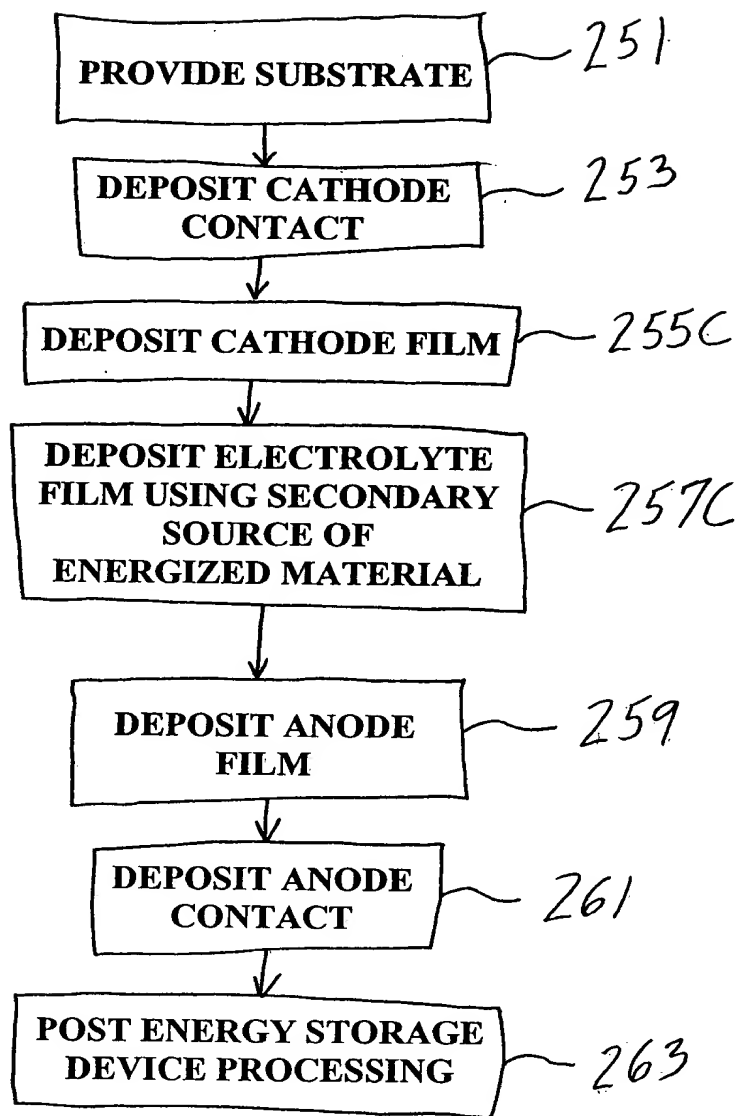 PROVIDE SUBSTRATE
251
DEPOSIT CATHODE
CONTACT
253
DEPOSIT CATHODE FILM
255C
DEPOSIT ELECTROLYTE
FILM USING SECONDARY
SOURCE OF
ENERGIZED MATERIAL
257C
DEPOSIT ANODE
FILM
259
DEPOSIT ANODE
CONTACT
261
POST ENERGY STORAGE
DEVICE PROCESSING
263